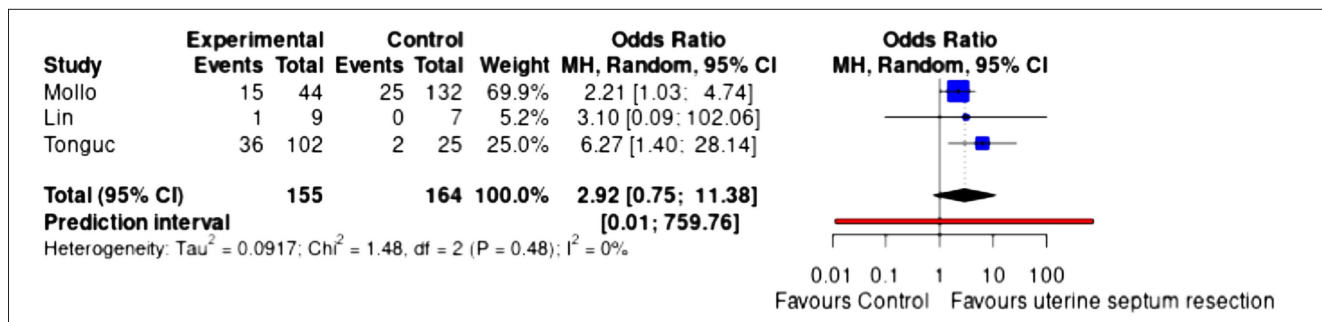 Experimental Control Odds Ratio Odds Ratio
Study Events Total Events Total Weight MH, Random, 95% CI MH, Random, 95% CI
Mollo 15 44 25 132 69.9% 2.21 [1.03; 4.74]
Lin 1 9 0 7 5.2% 3.10 [0.09; 102.06]
Tonguc 36 102 2 25 25.0% 6.27 [1.40; 28.14]
Total (95% CI) 155 164 100.0% 2.92 [0.75; 11.38]
Prediction interval [0.01; 759.76]
Heterogeneity: Tau² = 0.0917; Chi² = 1.48, df = 2 (P = 0.48); I² = 0%
0.01 0.1 1 10 100
Favours Control Favours uterine septum resection